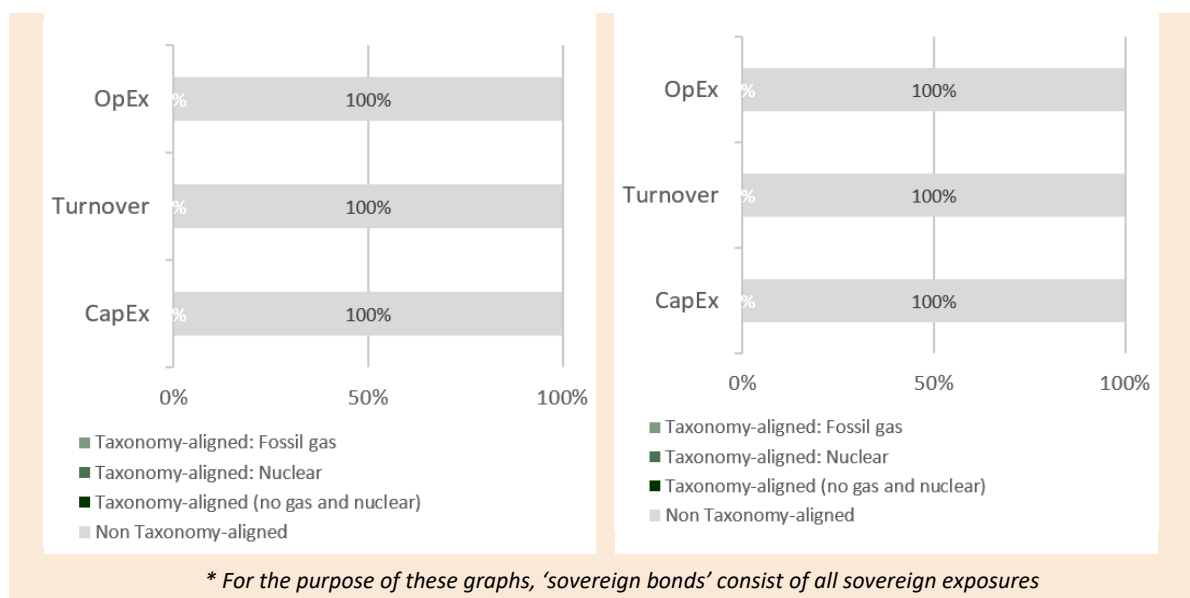 OpEx
% 100%
Turnover
% 100%
CapEx
% 100%
0% 50% 100%
Taxonomy-aligned: Fossil gas
Taxonomy-aligned: Nuclear
Taxonomy-aligned (no gas and nuclear)
Non Taxonomy-aligned
OpEx
% 100%
Turnover
% 100%
CapEx
% 100%
0% 50% 100%
Taxonomy-aligned: Fossil gas
Taxonomy-aligned: Nuclear
Taxonomy-aligned (no gas and nuclear)
Non Taxonomy-aligned
* For the purpose of these graphs, ‘sovereign bonds’ consist of all sovereign exposures